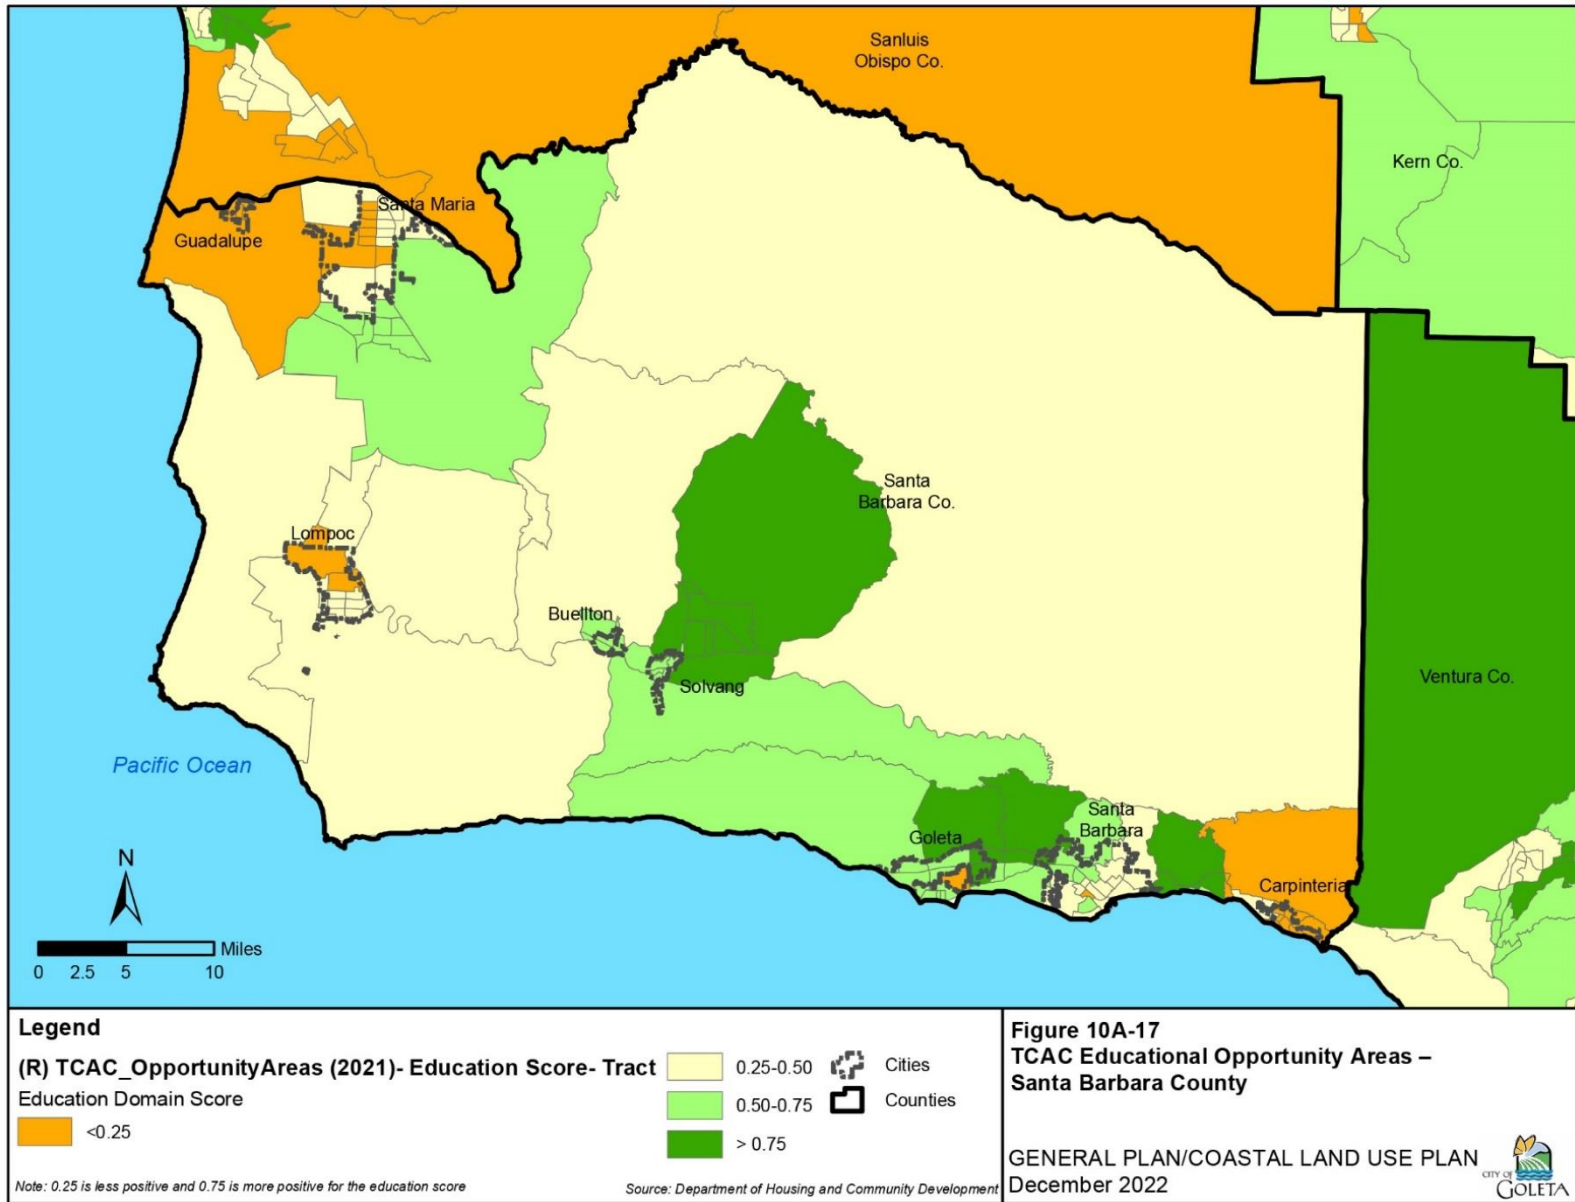 Sanluis
Obispo Co.
Kern Co.
Santa Maria
Guadalupe
Santa
Barbara Co.
Lompoc
Buellton
Solvang
Ventura Co.
Pacific Ocean
Santa
Barbara
Goleta
Carpinteria
N
Miles
0 2.5 5 10
Legend
(R) TCAC_OpportunityAreas (2021)- Education Score- Tract
Education Domain Score
<0.25
0.25-0.50
0.50-0.75
> 0.75
Cities
Counties
Note: 0.25 is less positive and 0.75 is more positive for the education score
Source: Department of Housing and Community Development
Figure 10A-17
TCAC Educational Opportunity Areas –
Santa Barbara County
GENERAL PLAN/COASTAL LAND USE PLAN
December 2022
CITY OF
GOLETA